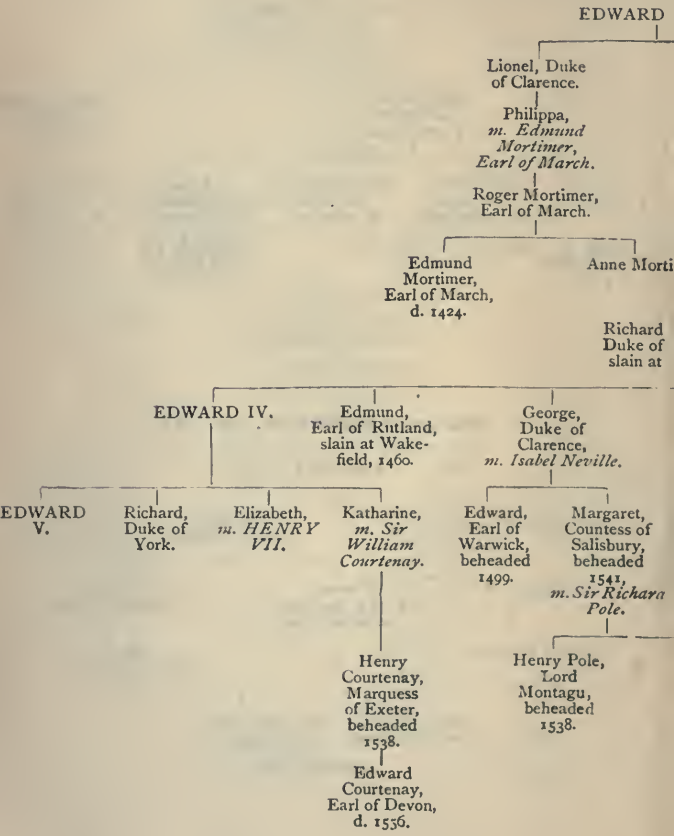 EDWARD
Lionel, Duke
of Clarence.
Philippa,
m. Edmund
Mortimer,
Earl of March.
Roger Mortimer,
Earl of March.
Edmund
Mortimer,
Earl of March,
d. 1424.
Anne Morti
Richard
Duke of
slain at
EDWARD IV.
Edmund,
Earl of Rutland,
slain at Wake-
field, 1460.
George,
Duke of
Clarence,
m. Isabel Neville.
EDWARD
V.
Richard,
Duke of
York.
Elizabeth,
m. HENRY
VII.
Katharine,
m. Sir
William
Courtenay.
Edward,
Earl of
Warwick,
beheaded
1499.
Margaret,
Countess of
Salisbury,
beheaded
1541,
m. Sir Richara
Pole.
Henry
Courtenay,
Marquess
of Exeter,
beheaded
1538.
Edward
Courtenay,
Earl of Devon,
d. 1536.
Henry Pole,
Lord
Montagu,
beheaded
1538.